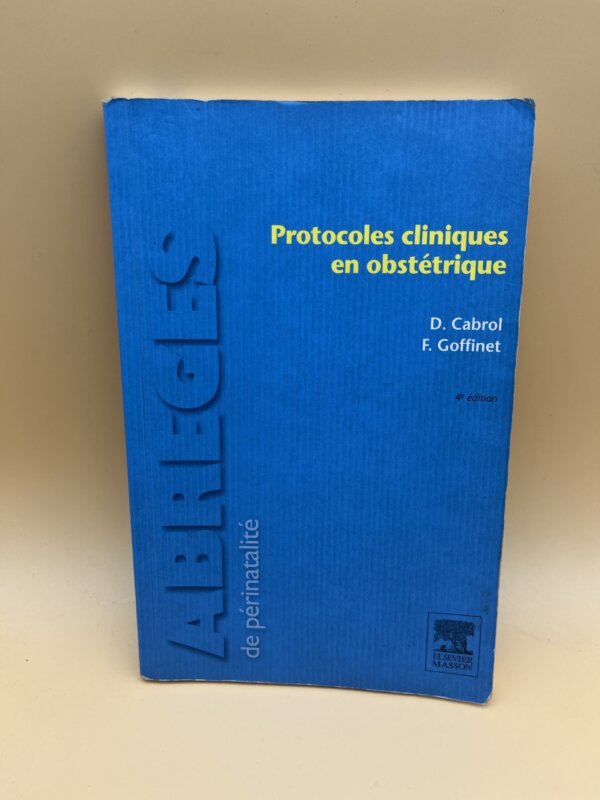 Protocoles cliniques
en obstétrique
D. Cabrol
F. Goffinet
4e édition
ABREGES
de périnatalité
ELSEVIER
MASSON